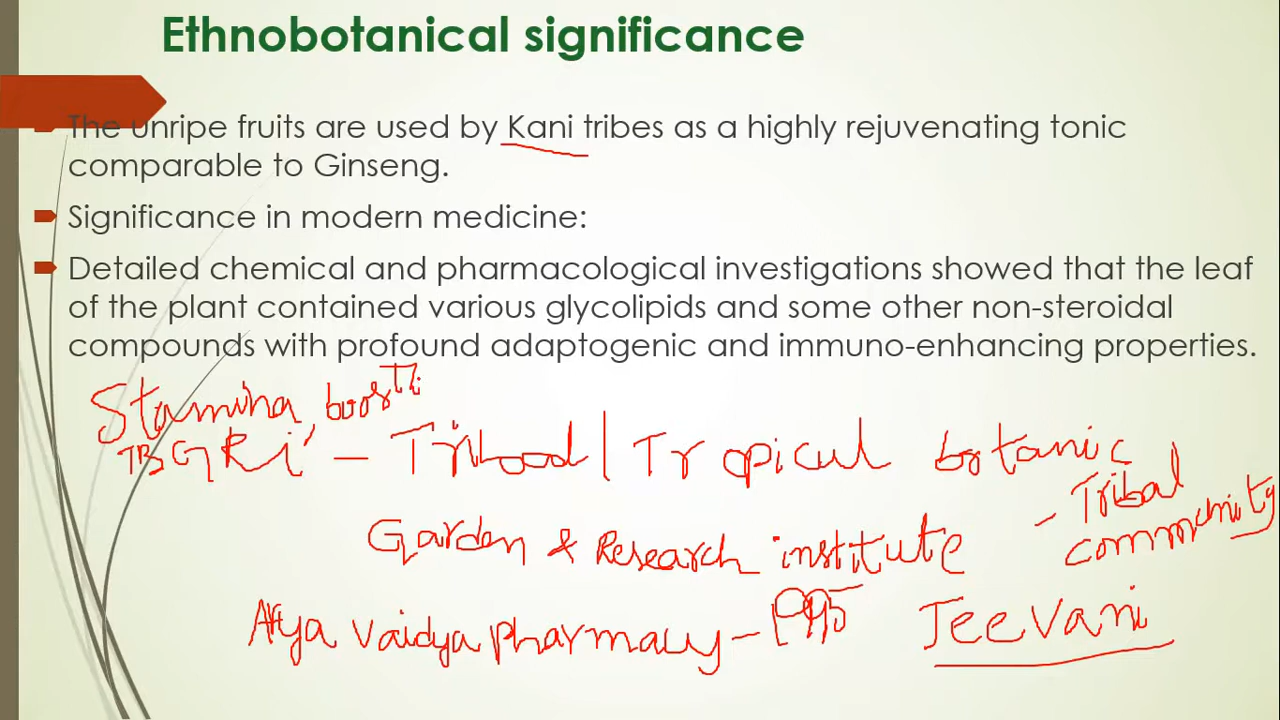 Ethnobotanical significance
The unripe fruits are used by Kani tribes as a highly rejuvenating tonic
comparable to Ginseng.
Significance in modern medicine:
Detailed chemical and pharmacological investigations showed that the leaf
of the plant contained various glycolipids and some other non-steroidal
compounds with profound adaptogenic and immuno-enhancing properties.
Stamina boosti
TBGRI - | Tropical botanic
Garden & Research institute
- Tribal
community
Arya Vaidya Pharmacy - 1995
Jeevani